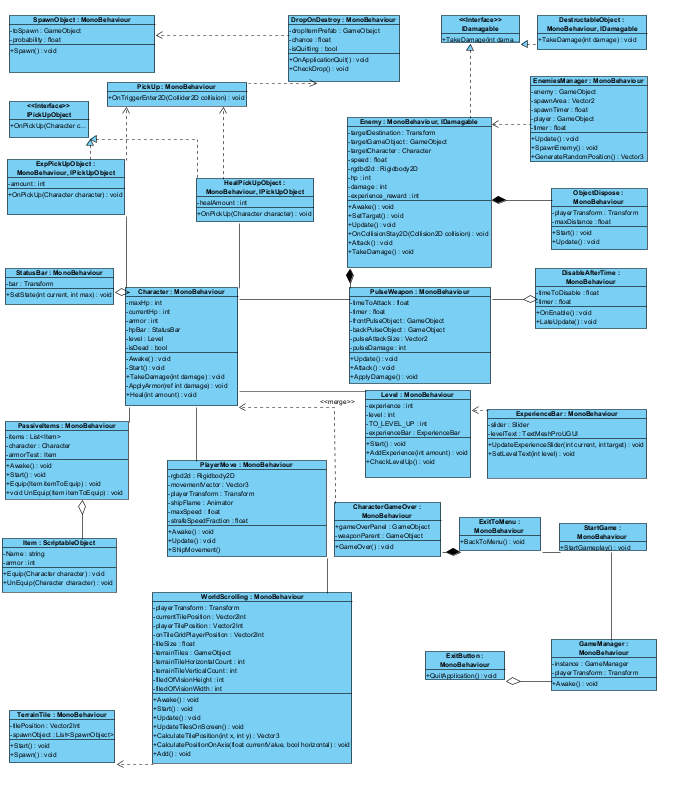 SpawnObject : MonoBehaviour
-toSpawn : GameObject
-probability : float
+Spawn() : void
DropOnDestroy : MonoBehaviour
-dropItemPrefab : GameObejct
-chance : float
-isQuitting : bool
+OnApplicationQuit() : void
+CheckDrop() : void
<<Interface>>
IDamagable
+TakeDamage(int dama...
DestructableObject :
MonoBehaviour, IDamagable
+TakeDamage(int damage) : void
PickUp : MonoBehaviour
+OnTriggerEnter2D(Collider2D collision) : void
EnemiesManager : MonoBehaviour
-enemy : GameObject
-spawnArea : Vector2
-spawnTimer : float
-player : GameObject
-timer : float
+Update() : void
+SpawnEnemy() : void
+GenerateRandomPosition() : Vector3
<<Interface>>
IPickUpObject
+OnPickUp(Character c...
Enemy : MonoBehaviour, IDamagable
-targetDestination : Transform
-targetGameObject : GameObject
-targetCharacter : Character
-speed : float
-rgdbd2d : Rigidbody2D
-hp : int
-damage : int
-experience_reward : int
+Awake() : void
+SetTarget() : void
+Update() : void
+OnCollisionStay2D(Collision2D collision) : void
+Attack() : void
+TakeDamage() : void
ExpPickUpObject :
MonoBehaviour, IPickUpObject
-amount : int
+OnPickUp(Character character) : void
HealPickUpObject :
MonoBehaviour, IPickUpObject
-healAmount : int
+OnPickUp(Character character) : void
ObjectDispose :
MonoBehaviour
-playerTransform : Transform
-maxDistance : float
+Start() : void
+Update() : void
StatusBar : MonoBehaviour
-bar : Transform
+SetState(int current, int max) : void
Character : MonoBehaviour
-maxHp : int
-currentHp : int
-armor : int
-hpBar : StatusBar
-level : Level
-isDead : bool
-Awake() : void
-Start() : void
+TakeDamage(int damege) : void
-ApplyArmor(ref int damage) : void
+Heal(int amount) : void
PulseWeapon : MonoBehaviour
-timeToAttack : float
-timer : float
-frontPulseObject : GameObject
-backPulseObject : GameObject
-pulseAttackSize : Vector2
-pulseDamage : int
+Update() : void
+Attack() : void
+ApplyDamage() : void
DisableAfterTime :
MonoBehaviour
-timeToDisable : float
-timer : float
+OnEnable() : void
+LateUpdate() : void
<<merge>>
Level : MonoBehaviour
-experience : int
-level : int
-TO_LEVEL_UP : int
-experienceBar : ExperienceBar
+Start() : void
+AddExperience(int amount) : void
+CheckLevelUp() : void
ExperienceBar : MonoBehaviour
-slider : Slider
-levelText : TextMeshProUGUI
+UpdateExperienceSlider(int current, int target) : void
+SetLevelText(int level) : void
PassiveItems : MonoBehaviour
-items : List<Item>
-character : Character
-armorTest : Item
+Awake() : void
+Start() : void
+Equip(Item itemToEquip) : void
+void UnEquip(Item itemToEquip) : void
PlayerMove : MonoBehaviour
-rgbd2d : Rigidbody2D
-movementVector : Vector3
-playerTransform : Transform
-shipFlame : Animator
-maxSpeed : float
-strafeSpeedFraction : float
+Awake() : void
+Update() : void
+ShipMovement()
CharacterGameOver :
MonoBehaviour
+gameOverPanel : GameObject
-weaponParent : GameObject
+GameOver() : void
ExitToMenu :
MonoBehaviour
+BackToMenu() : void
StartGame :
MonoBehaviour
+StartGameplay() : void
Item : ScriptableObject
-Name : string
-armor : int
+Equip(Character character) : void
+UnEquip(Character character) : void
WorldScrolling : MonoBehaviour
-playerTransform : Transform
-currentTilePosition : Vector2Int
-playerTilePosition : Vector2Int
-onTileGridPlayerPosition : Vector2Int
-tileSize : float
-terrainTiles : GameObject
-terrainTileHorizontalCount : int
-terrainTileVerticalCount : int
-filedOfVisionHeight : int
-filedOfVisionWidth : int
+Awake() : void
+Start() : void
+Update() : void
+UpdateTilesOnScreen() : void
+CalculateTilePosition(int x, int y) : Vector3
+CalculatePositionOnAxis(float currentValue, bool horizontal) : void
+Add() : void
ExitButton :
MonoBehaviour
+QuitApplication() : void
GameManager :
MonoBehaviour
-instance : GameManager
-playerTransform : Transform
+Awake() : void
TerrainTile : MonoBehaviour
-tilePosition : Vector2Int
-spawnObject : List<SpawnObject>
+Start() : void
+Spawn() : void